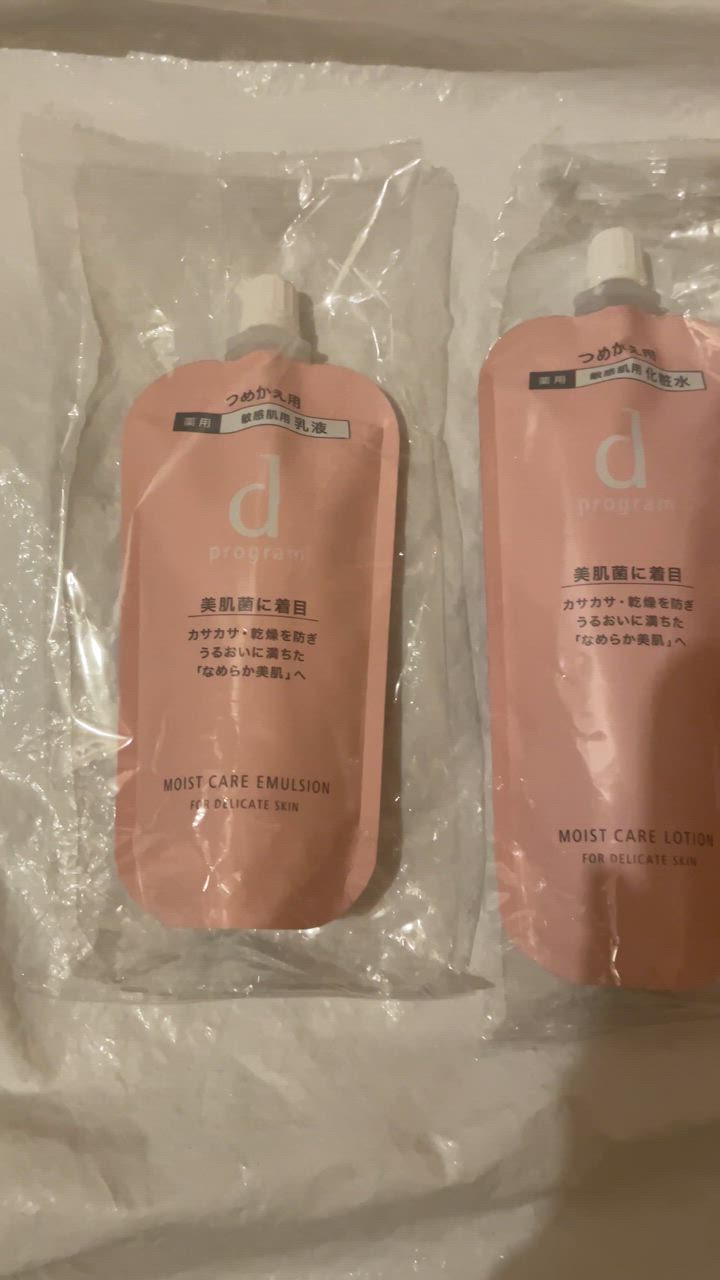 つめかえ用
薬用 敏感肌用 乳液
d
program
美肌菌に着目
カサカサ・乾燥を防ぎ
うるおいに満ちた
「なめらか美肌」へ
MOIST CARE EMULSION
FOR DELICATE SKIN
つめかえ用
薬用 敏感肌用 化粧水
d
program
美肌菌に着目
カサカサ・乾燥を防ぎ
うるおいに満ちた
「なめらか美肌」へ
MOIST CARE LOTION
FOR DELICATE SKIN